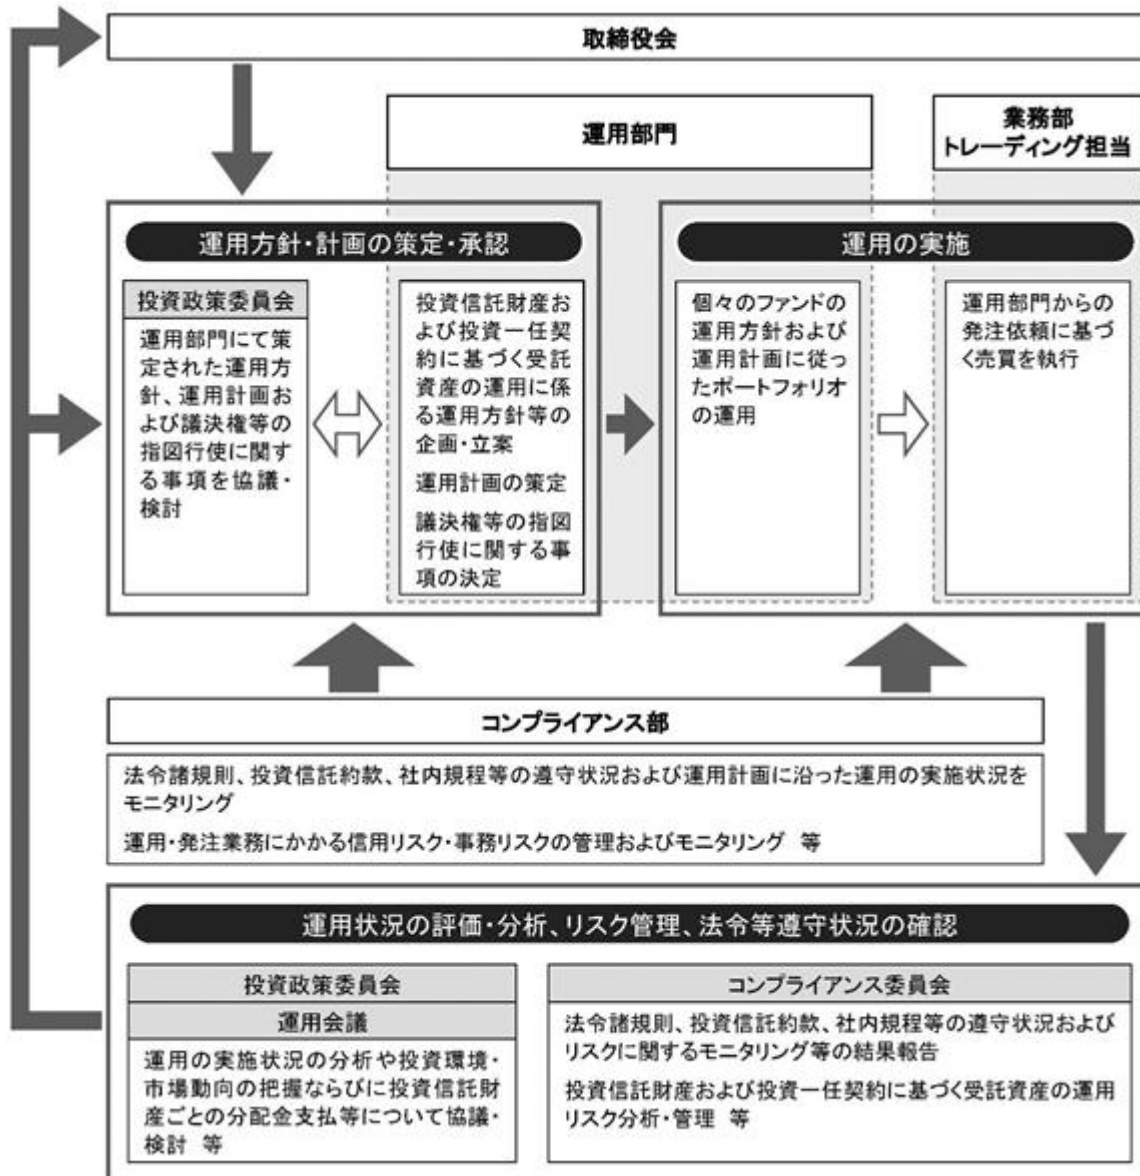 取締役会
運用部門
業務部
トレーディング担当
運用方針・計画の策定・承認
投資政策委員会
運用部門にて策
定された運用方
針、運用計画お
よび議決権等の
指図行使に関す
る事項を協議・
検討
投資信託財産お
よび投資一任契
約に基づく受託
資産の運用に係
る運用方針等の
企画・立案
運用計画の策定
議決権等の指図
行使に関する事
項の決定
運用の実施
個々のファンドの
運用方針および
運用計画に従っ
たポートフォリオ
の運用
運用部門からの
発注依頼に基づ
く売買を執行
コンプライアンス部
法令諸規則、投資信託約款、社内規程等の遵守状況および運用計画に沿った運用の実施状況を
モニタリング
運用・発注業務にかかる信用リスク・事務リスクの管理およびモニタリング 等
運用状況の評価・分析、リスク管理、法令等遵守状況の確認
投資政策委員会
運用会議
運用の実施状況の分析や投資環境・
市場動向の把握ならびに投資信託財
産ごとの分配金支払等について協議・
検討 等
コンプライアンス委員会
法令諸規則、投資信託約款、社内規程等の遵守状況および
リスクに関するモニタリング等の結果報告
投資信託財産および投資一任契約に基づく受託資産の運用
リスク分析・管理 等